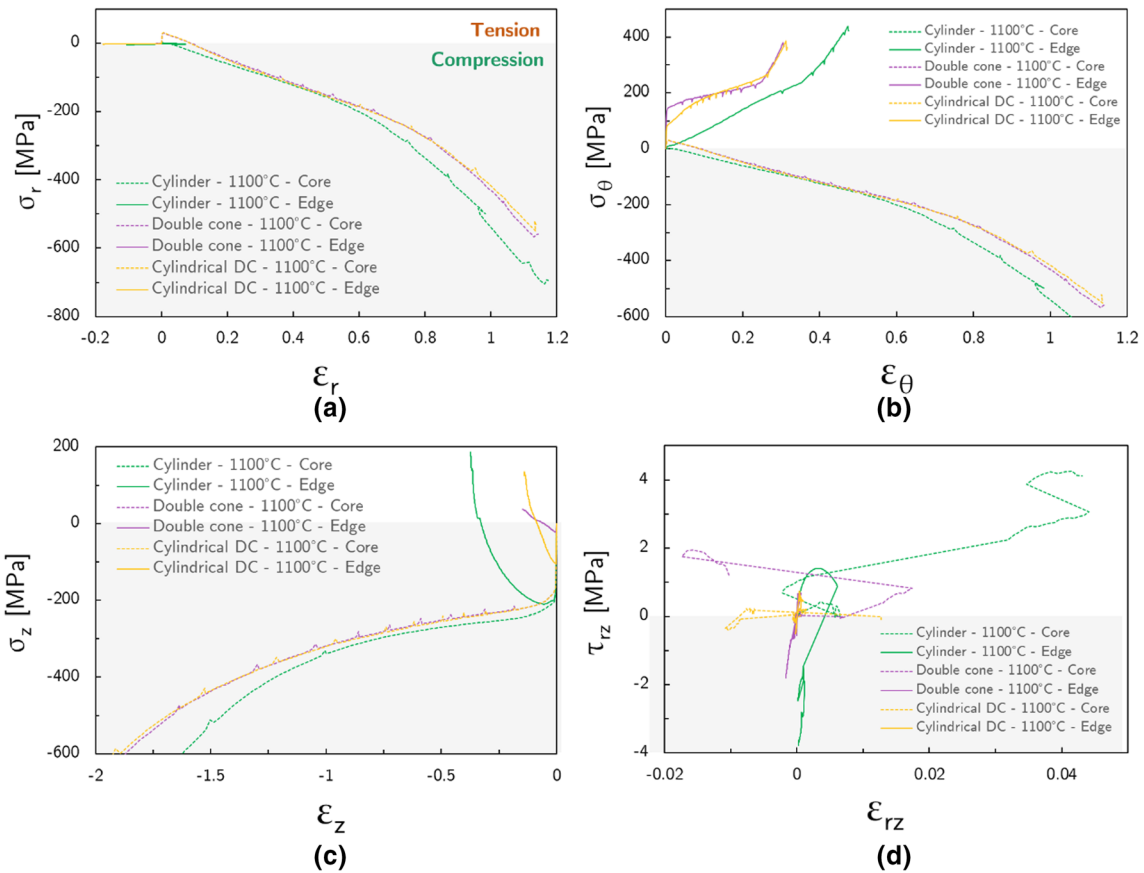 Tension
Compression
0
-200
-400
-600
-800
σr [MPa]
Cylinder - 1100°C - Core
Cylinder - 1100°C - Edge
Double cone - 1100°C - Core
Double cone - 1100°C - Edge
Cylindrical DC - 1100°C - Core
Cylindrical DC - 1100°C - Edge
-0.2 0 0.2 0.4 0.6 0.8 1 1.2
εr
(a)
400
200
0
-200
-400
-600
σθ [MPa]
Cylinder - 1100°C - Core
Cylinder - 1100°C - Edge
Double cone - 1100°C - Core
Double cone - 1100°C - Edge
Cylindrical DC - 1100°C - Core
Cylindrical DC - 1100°C - Edge
0 0.2 0.4 0.6 0.8 1 1.2
εθ
(b)
200
0
-200
-400
-600
σz [MPa]
Cylinder - 1100°C - Core
Cylinder - 1100°C - Edge
Double cone - 1100°C - Core
Double cone - 1100°C - Edge
Cylindrical DC - 1100°C - Core
Cylindrical DC - 1100°C - Edge
-2 -1.5 -1 -0.5 0
εz
(c)
4
2
0
-2
-4
τrz [MPa]
Cylinder - 1100°C - Core
Cylinder - 1100°C - Edge
Double cone - 1100°C - Core
Double cone - 1100°C - Edge
Cylindrical DC - 1100°C - Core
Cylindrical DC - 1100°C - Edge
-0.02 0 0.02 0.04
εrz
(d)